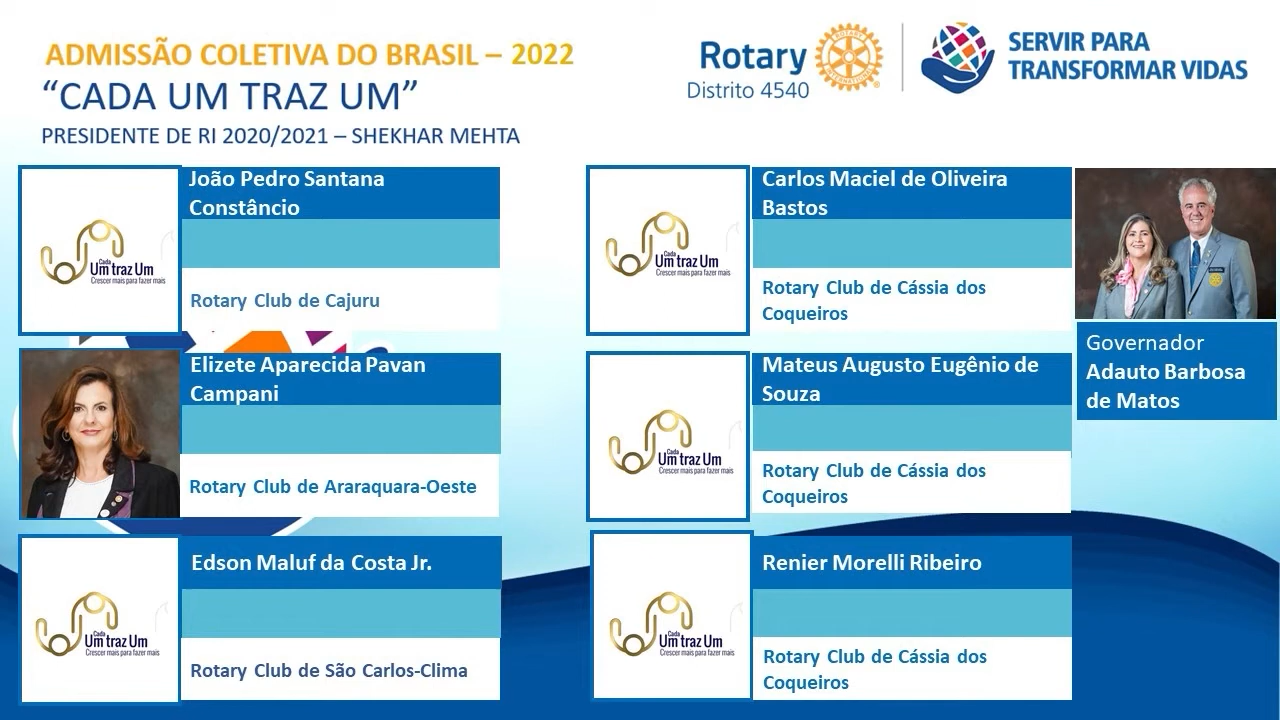 ADMISSÃO COLETIVA DO BRASIL – 2022
“CADA UM TRAZ UM”
PRESIDENTE DE RI 2020/2021 – SHEKHAR MEHTA
Rotary
Distrito 4540
ROTARY
INTERNATIONAL
SERVIR PARA
TRANSFORMAR VIDAS
João Pedro Santana
Constâncio
Cada
Um traz Um
Crescer mais para fazer mais
Rotary Club de Cajuru
Carlos Maciel de Oliveira
Bastos
Cada
Um traz Um
Crescer mais para fazer mais
Rotary Club de Cássia dos
Coqueiros
Governador
Adauto Barbosa
de Matos
Elizete Aparecida Pavan
Campani
Rotary Club de Araraquara-Oeste
Mateus Augusto Eugênio de
Souza
Cada
Um traz Um
Crescer mais para fazer mais
Rotary Club de Cássia dos
Coqueiros
Edson Maluf da Costa Jr.
Cada
Um traz Um
Crescer mais para fazer mais
Rotary Club de São Carlos-Clima
Renier Morelli Ribeiro
Cada
Um traz Um
Crescer mais para fazer mais
Rotary Club de Cássia dos
Coqueiros